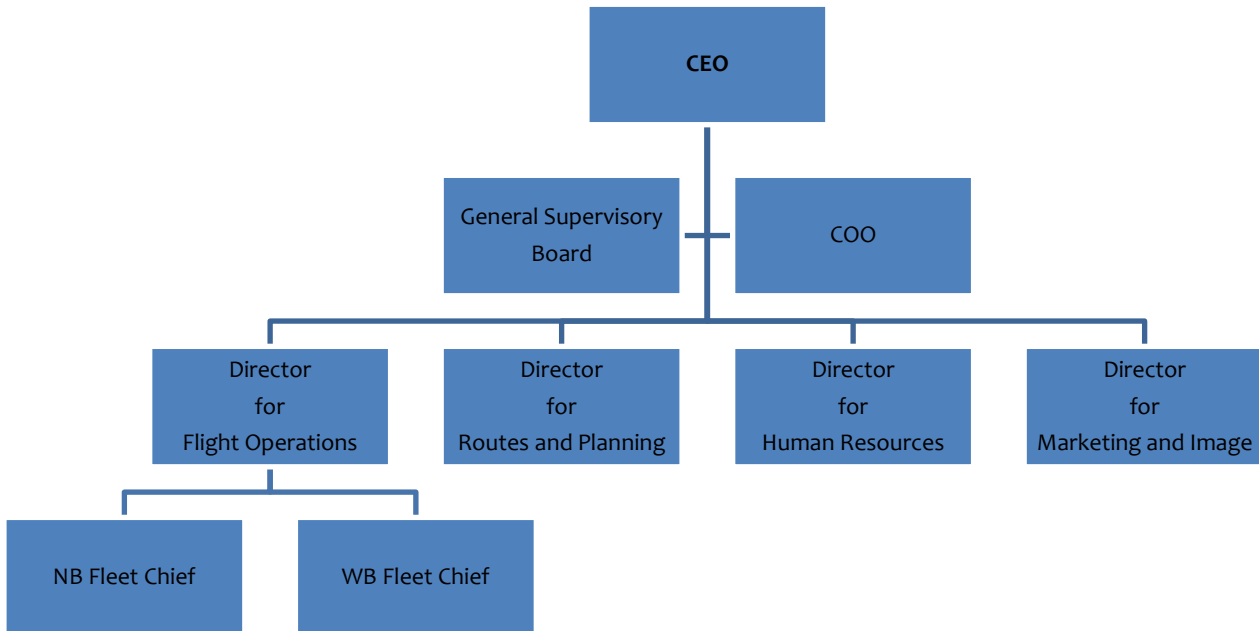 CEO
General Supervisory
Board
COO
Director
for
Flight Operations
Director
for
Routes and Planning
Director
for
Human Resources
Director
for
Marketing and Image
NB Fleet Chief
WB Fleet Chief